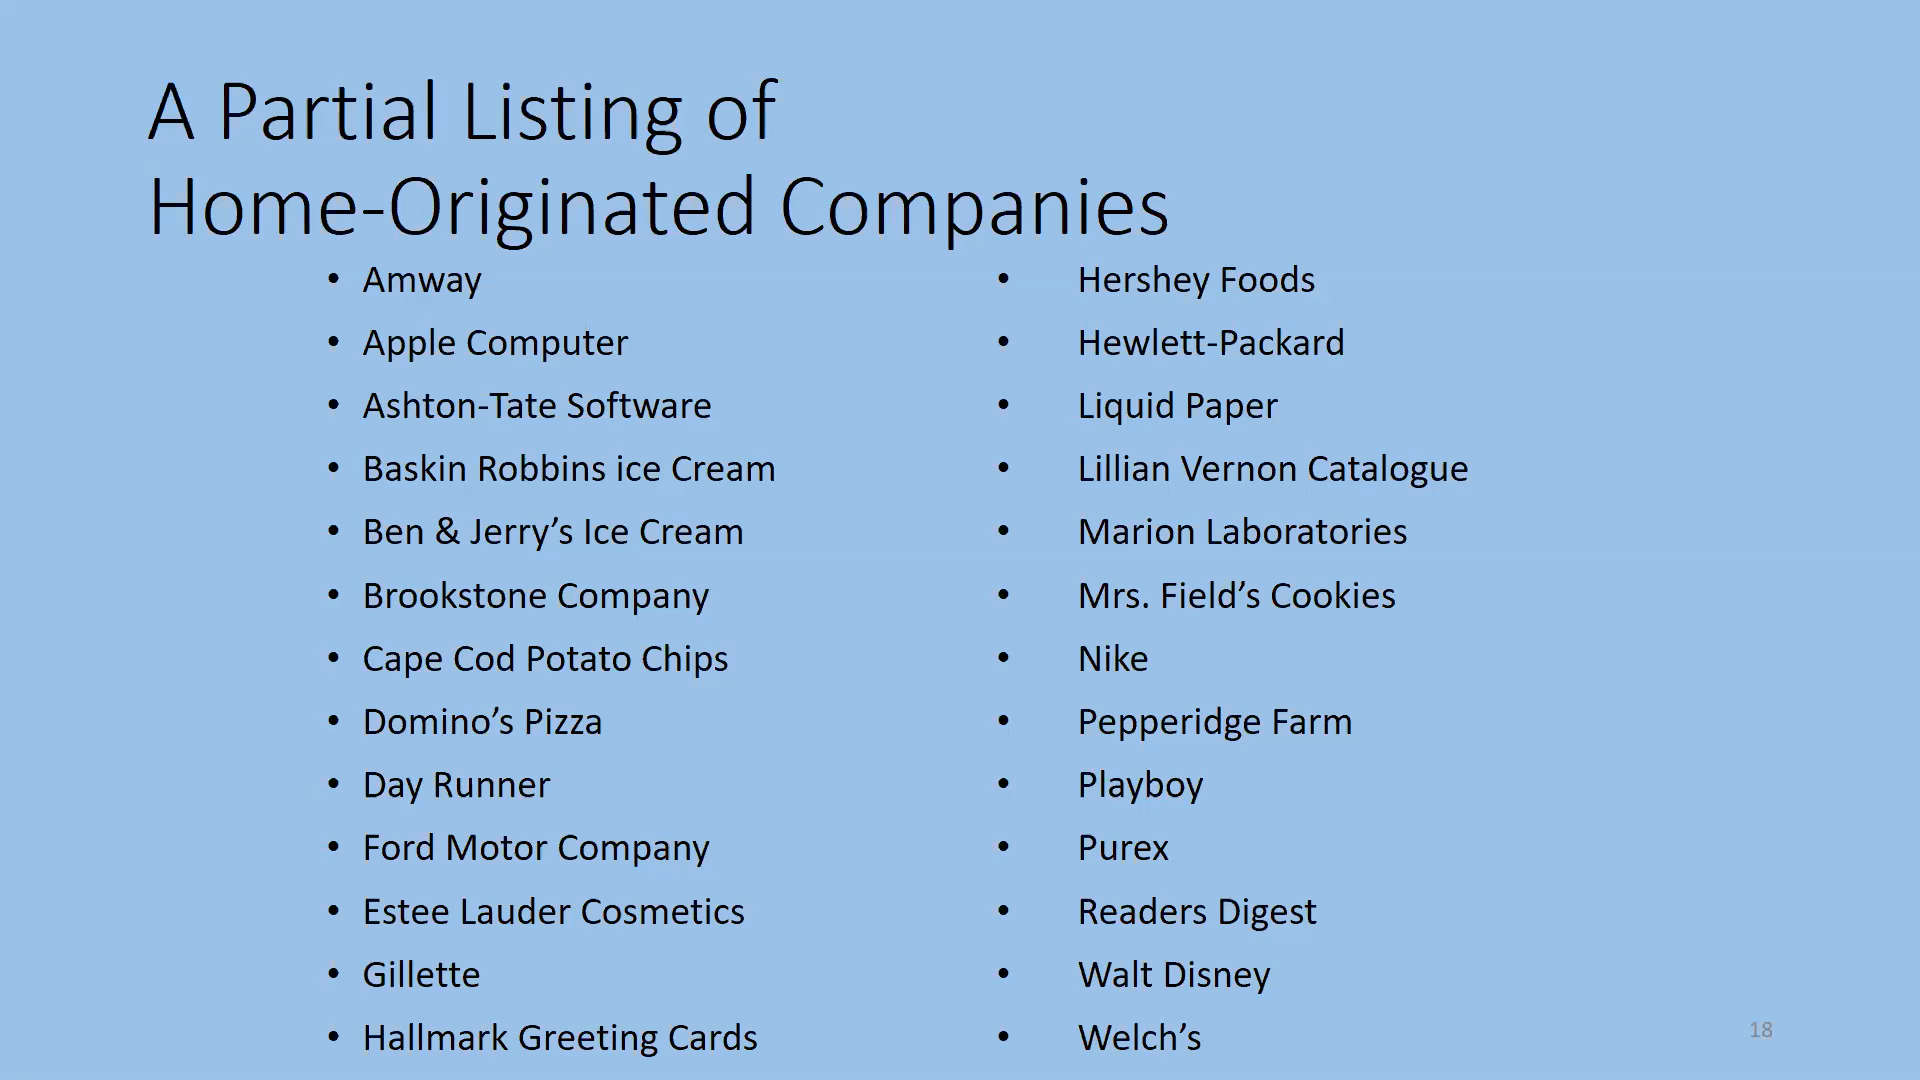 A Partial Listing of
Home-Originated Companies
• Amway
• Apple Computer
• Ashton-Tate Software
• Baskin Robbins ice Cream
• Ben & Jerry’s Ice Cream
• Brookstone Company
• Cape Cod Potato Chips
• Domino’s Pizza
• Day Runner
• Ford Motor Company
• Estee Lauder Cosmetics
• Gillette
• Hallmark Greeting Cards
• Hershey Foods
• Hewlett-Packard
• Liquid Paper
• Lillian Vernon Catalogue
• Marion Laboratories
• Mrs. Field’s Cookies
• Nike
• Pepperidge Farm
• Playboy
• Purex
• Readers Digest
• Walt Disney
• Welch’s
18